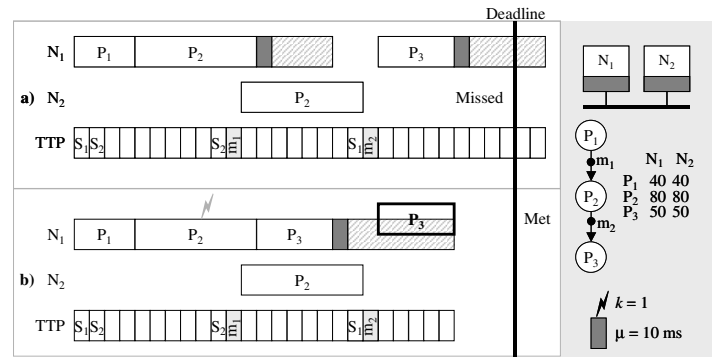 Deadline
N1 P1 P2 P3
a) N2 P2 Missed
TTP S1 S2 S2 m1 S1 m2
P3
N1 P1 P2 P3 Met
b) N2 P2
TTP S1 S2 S2 m1 S1 m2
N1 N2
P1
m1
N1 N2
P1 40 40
P2 P2 80 80
P3 50 50
m2
P3
k = 1
μ = 10 ms